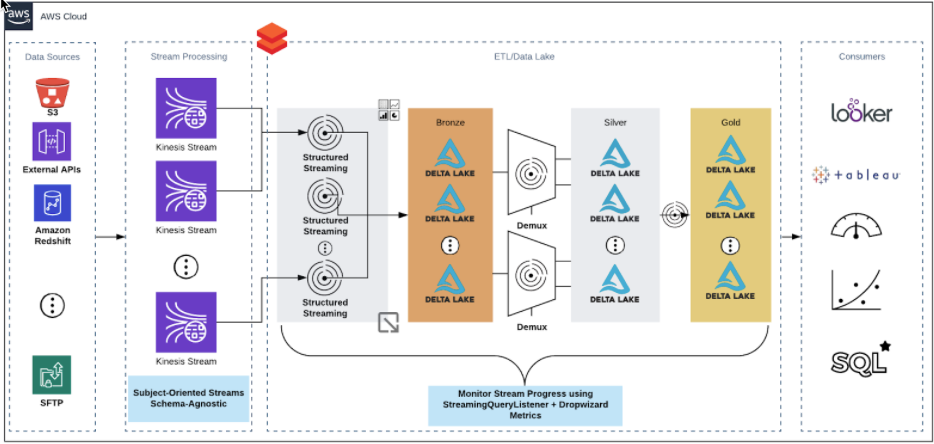 aws
AWS Cloud
Data Sources
S3
External APIs
Amazon
Redshift
SFTP
Stream Processing
Kinesis Stream
Kinesis Stream
Kinesis Stream
Subject-Oriented Streams
Schema-Agnostic
ETL/Data Lake
Structured
Streaming
Structured
Streaming
Structured
Streaming
Bronze
DELTA LAKE
DELTA LAKE
DELTA LAKE
Demux
Demux
Silver
DELTA LAKE
DELTA LAKE
DELTA LAKE
Gold
DELTA LAKE
DELTA LAKE
DELTA LAKE
Monitor Stream Progress using
StreamingQueryListener + Dropwizard
Metrics
Consumers
looker
+ableau
SQL